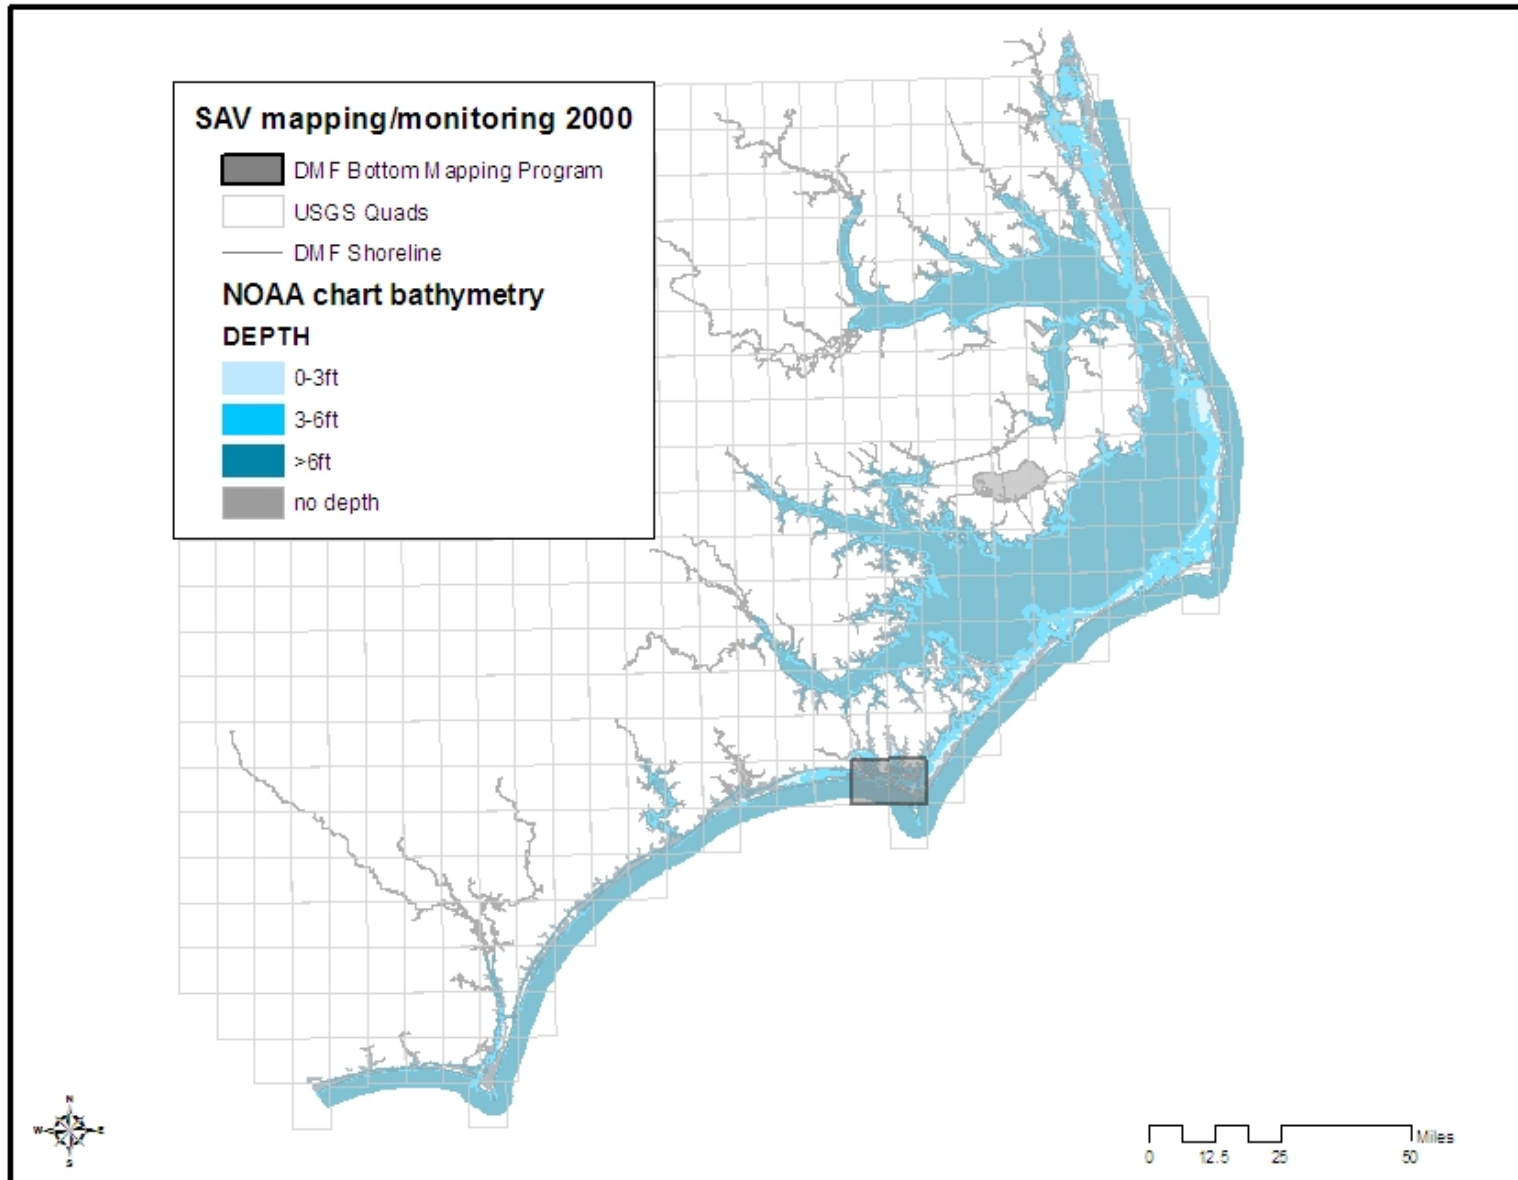 SAV mapping/monitoring 2000
DMF Bottom Mapping Program
USGS Quads
DMF Shoreline
NOAA chart bathymetry
DEPTH
0-3ft
3-6ft
>6ft
no depth
N
W E
S
Miles
0 12.5 25 50